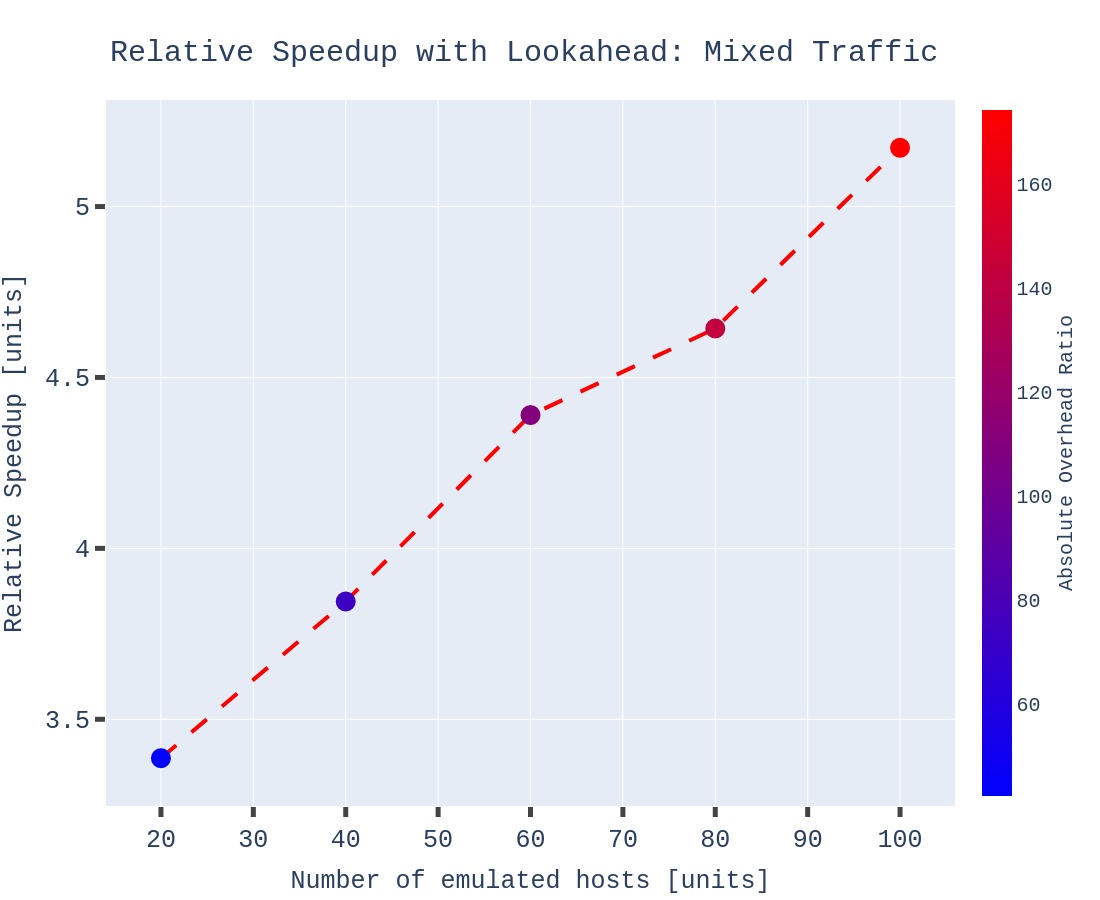 Relative Speedup with Lookahead: Mixed Traffic
Relative Speedup [units]
5
4.5
4
3.5
20 30 40 50 60 70 80 90 100
Number of emulated hosts [units]
160
140
120
100
80
60
Absolute Overhead Ratio